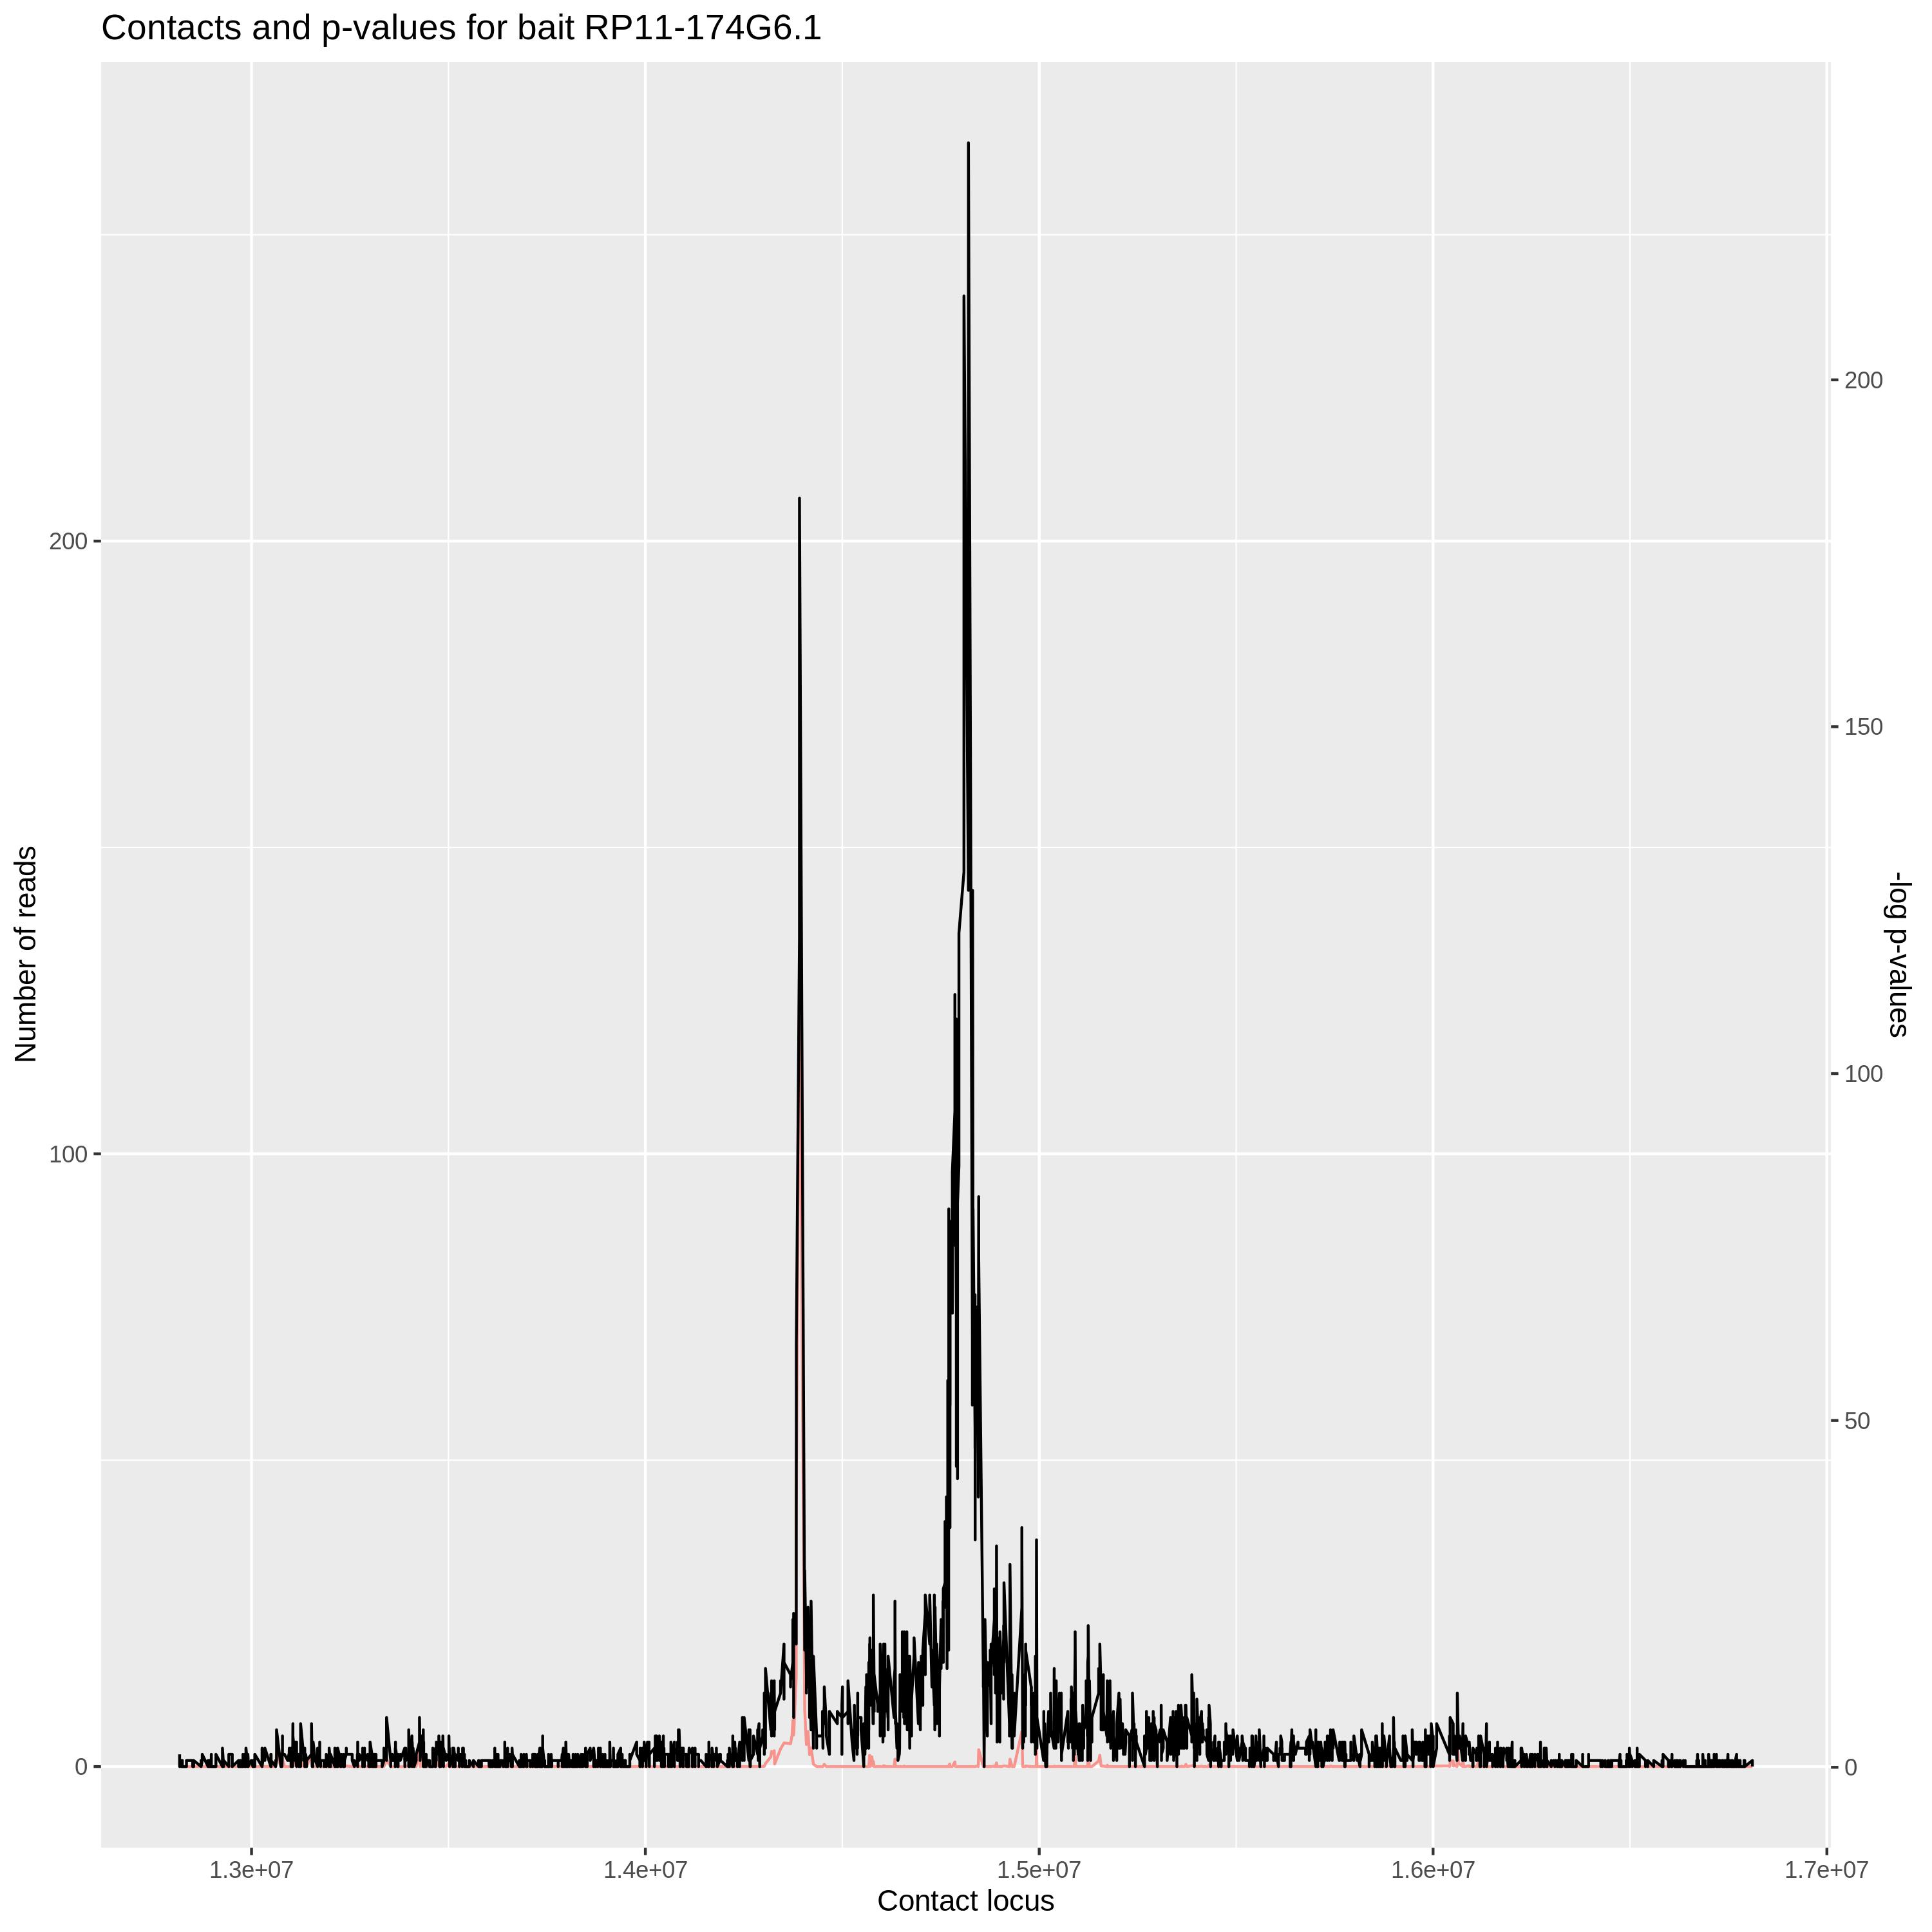 Contacts and p-values for bait RP11-174G6.1
200
100
0
Number of reads
200
150
100
50
0
-log p-values
1.3e+07
1.4e+07
1.5e+07
1.6e+07
1.7e+07
Contact locus